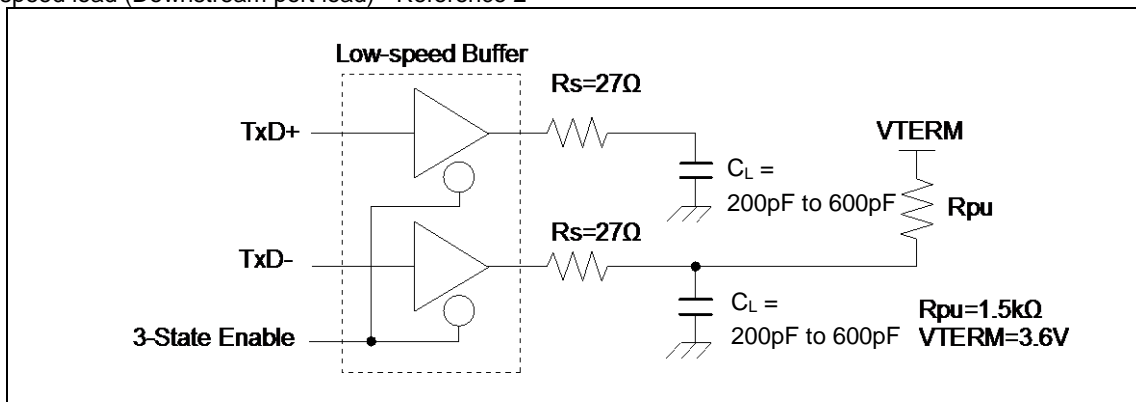 speed load (Downstream port load) - Reference 2
Low-speed Buffer
Rs=27Ω
TxD+
VTERM
CL =
200pF to 600pF
Rpu
Rs=27Ω
TxD-
CL =
200pF to 600pF
Rpu=1.5kΩ
VTERM=3.6V
3-State Enable